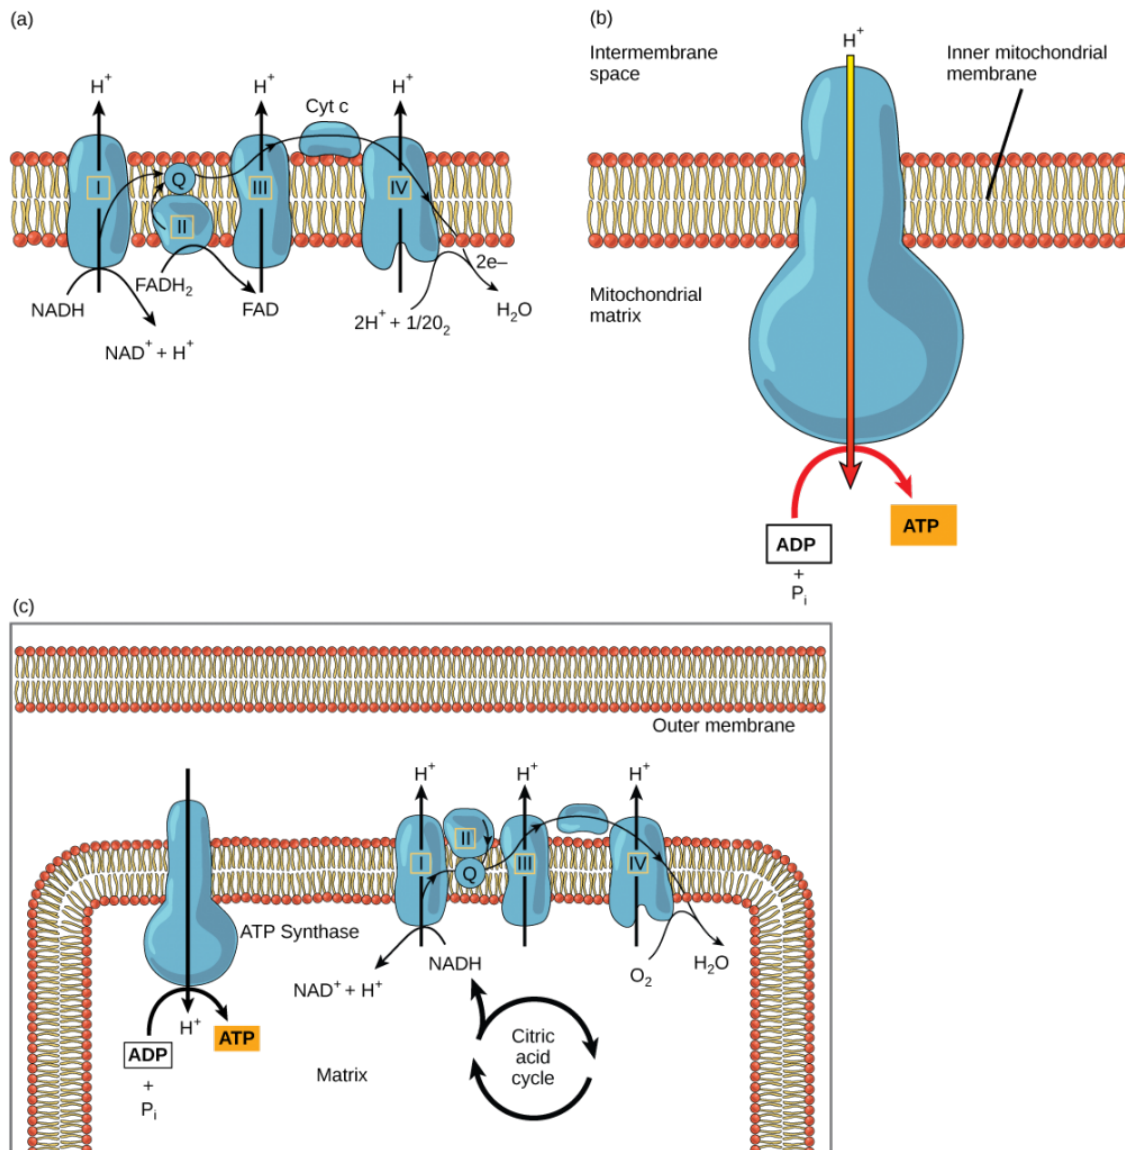 (a)
H⁺
H⁺
H⁺
Cyt c
I
Q
III
IV
II
FADH₂
2e–
NADH
FAD
H₂O
2H⁺ + 1/20₂
NAD⁺ + H⁺
(b)
H⁺
Intermembrane
space
Inner mitochondrial
membrane
Mitochondrial
matrix
ADP
ATP
+
Pᵢ
(c)
Outer membrane
H⁺
H⁺
H⁺
II
I
Q
III
IV
ATP Synthase
NADH
O₂
H₂O
NAD⁺ + H⁺
H⁺
ADP
ATP
+
Pᵢ
Matrix
Citric
acid
cycle